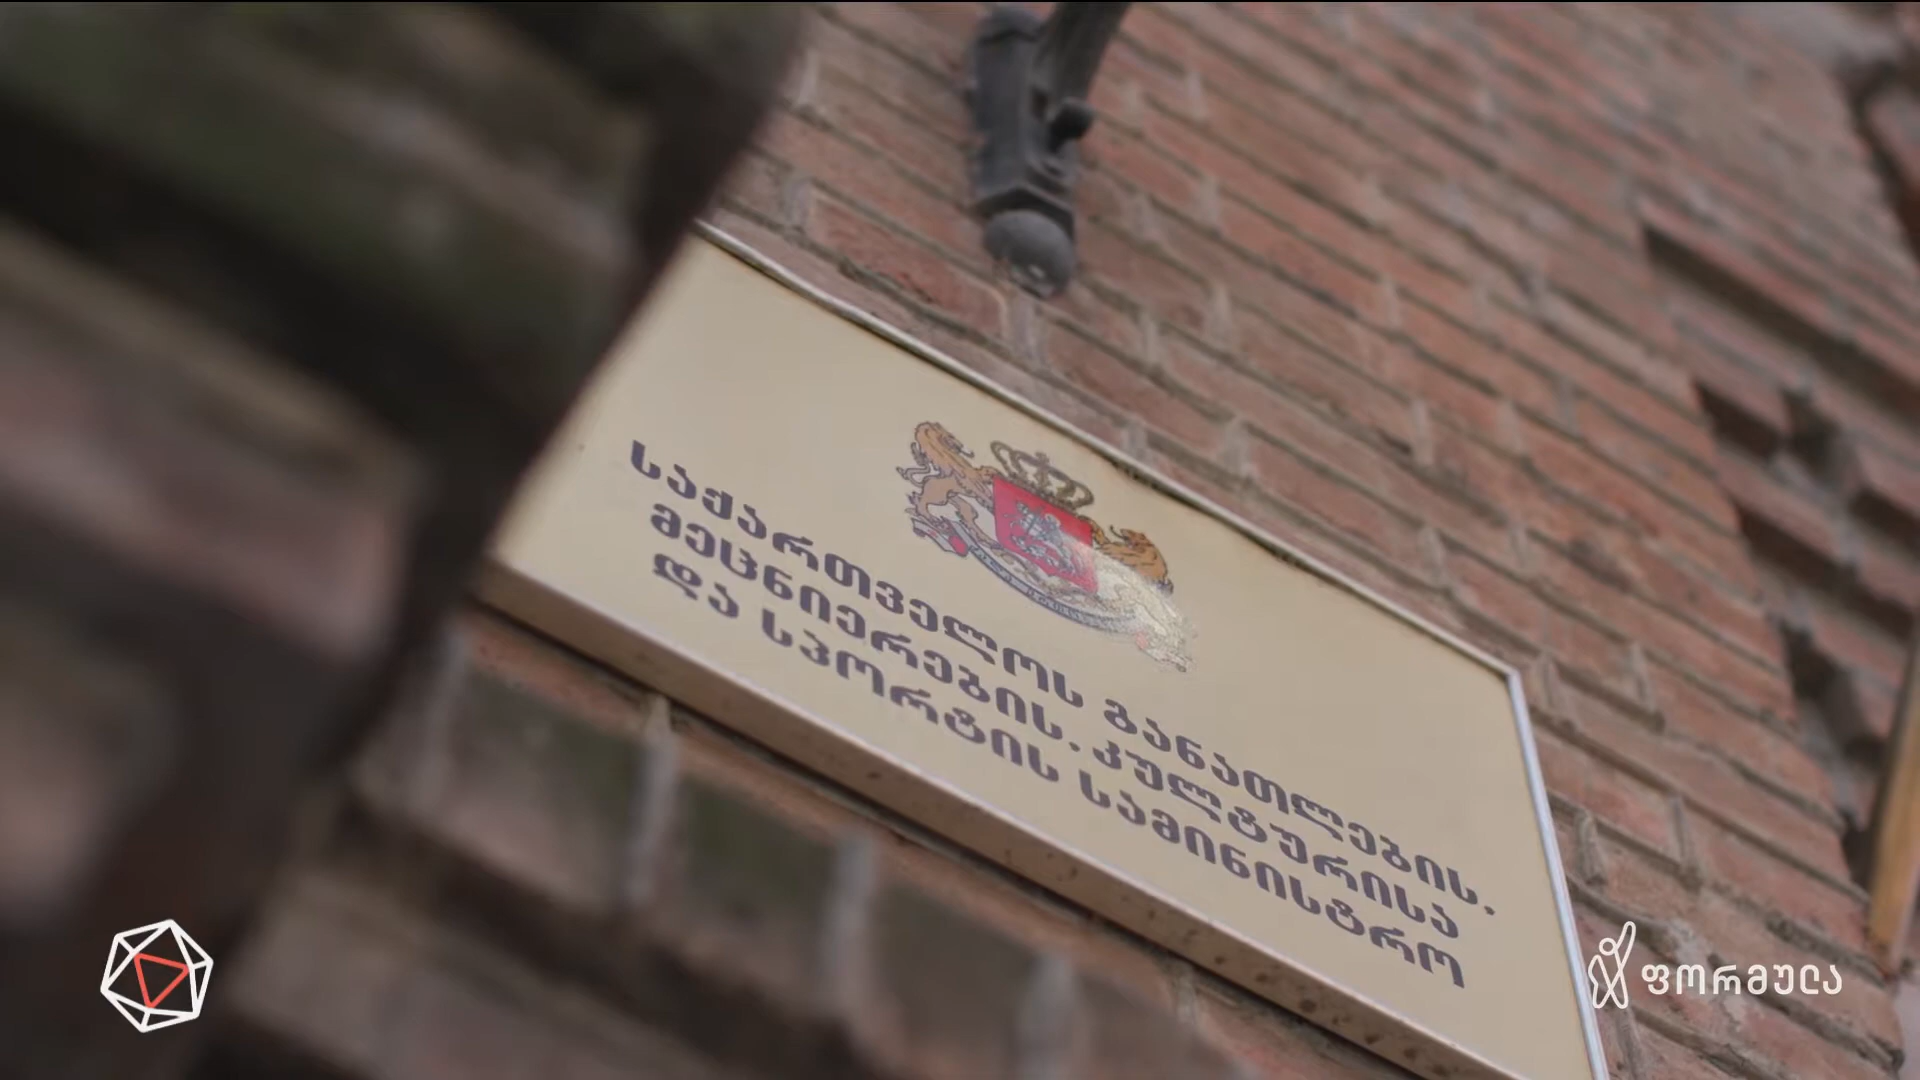 საქართველოს განათლების,
მეცნიერების, კულტურისა
და სპორტის სამინისტრო
ფორმულა